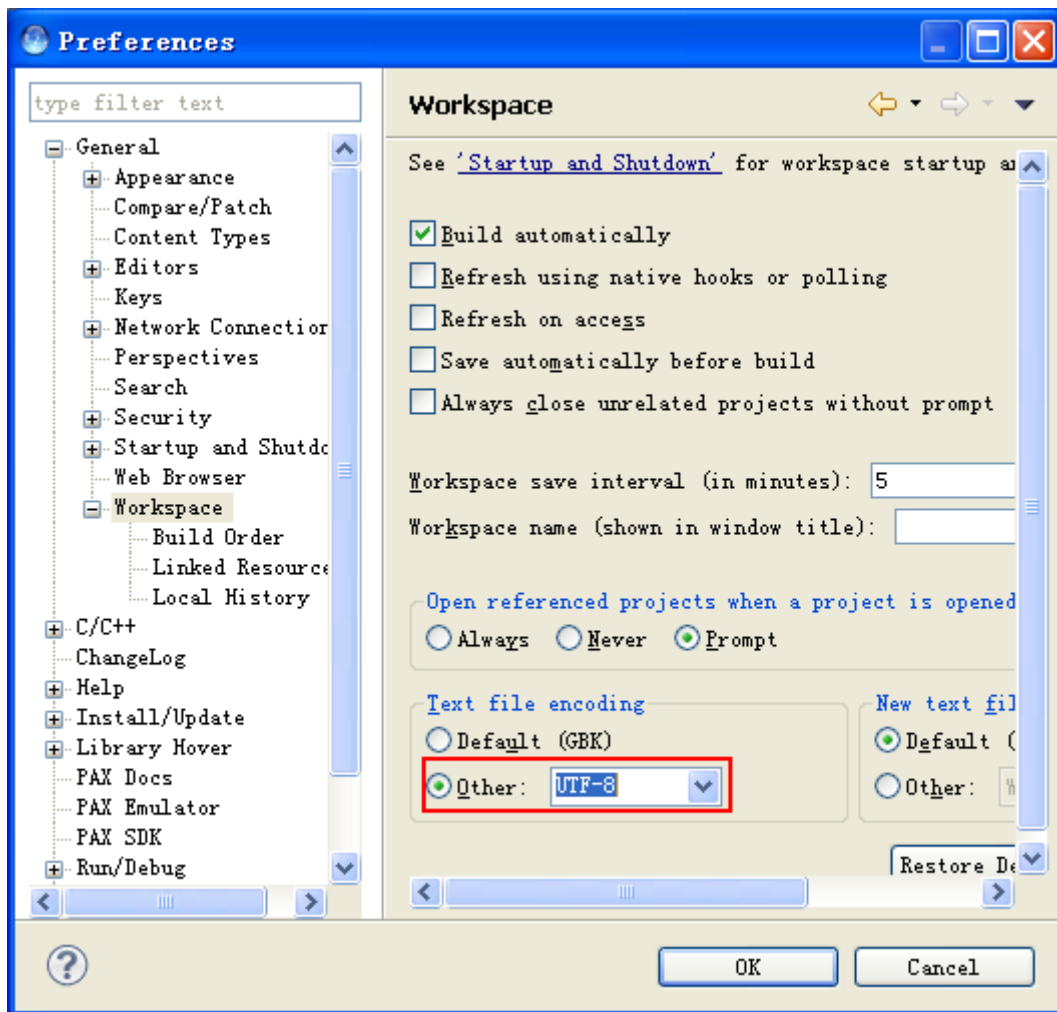 Preferences
type filter text
General
Appearance
Compare/Patch
Content Types
Editors
Keys
Network Connection
Perspectives
Search
Security
Startup and Shutdo
Web Browser
Workspace
Build Order
Linked Resource
Local History
C/C++
ChangeLog
Help
Install/Update
Library Hover
PAX Docs
PAX Emulator
PAX SDK
Run/Debug
Workspace
See 'Startup and Shutdown' for workspace startup an
Build automatically
Refresh using native hooks or polling
Refresh on access
Save automatically before build
Always close unrelated projects without prompt
Workspace save interval (in minutes): 5
Workspace name (shown in window title):
Open referenced projects when a project is opened
Always Never Prompt
Text file encoding
Default (GBK)
Other: UTF-8
New text fil
Default (
Other:
Restore De
OK Cancel